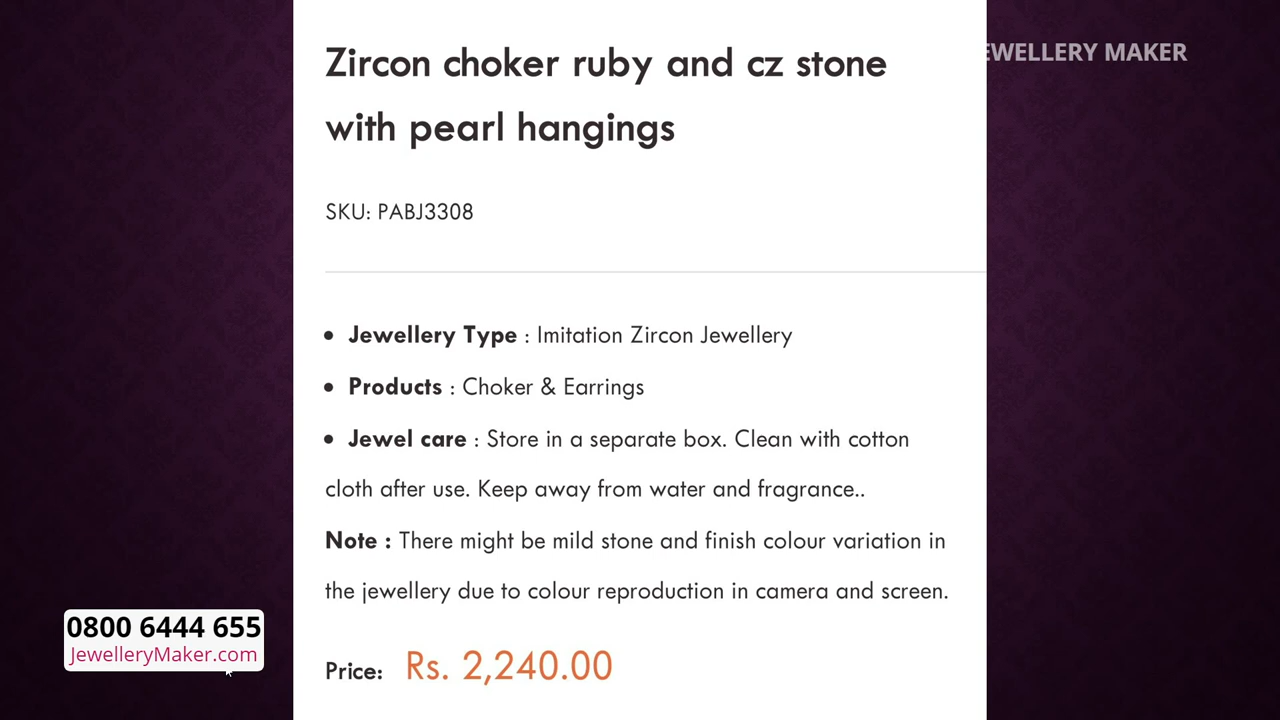 Zircon choker ruby and cz stone
with pearl hangings
EWELLERY MAKER
SKU: PABJ3308
• Jewellery Type : Imitation Zircon Jewellery
• Products : Choker & Earrings
• Jewel care : Store in a separate box. Clean with cotton
cloth after use. Keep away from water and fragrance..
Note : There might be mild stone and finish colour variation in
the jewellery due to colour reproduction in camera and screen.
Price: Rs. 2,240.00
0800 6444 655
JewelleryMaker.com